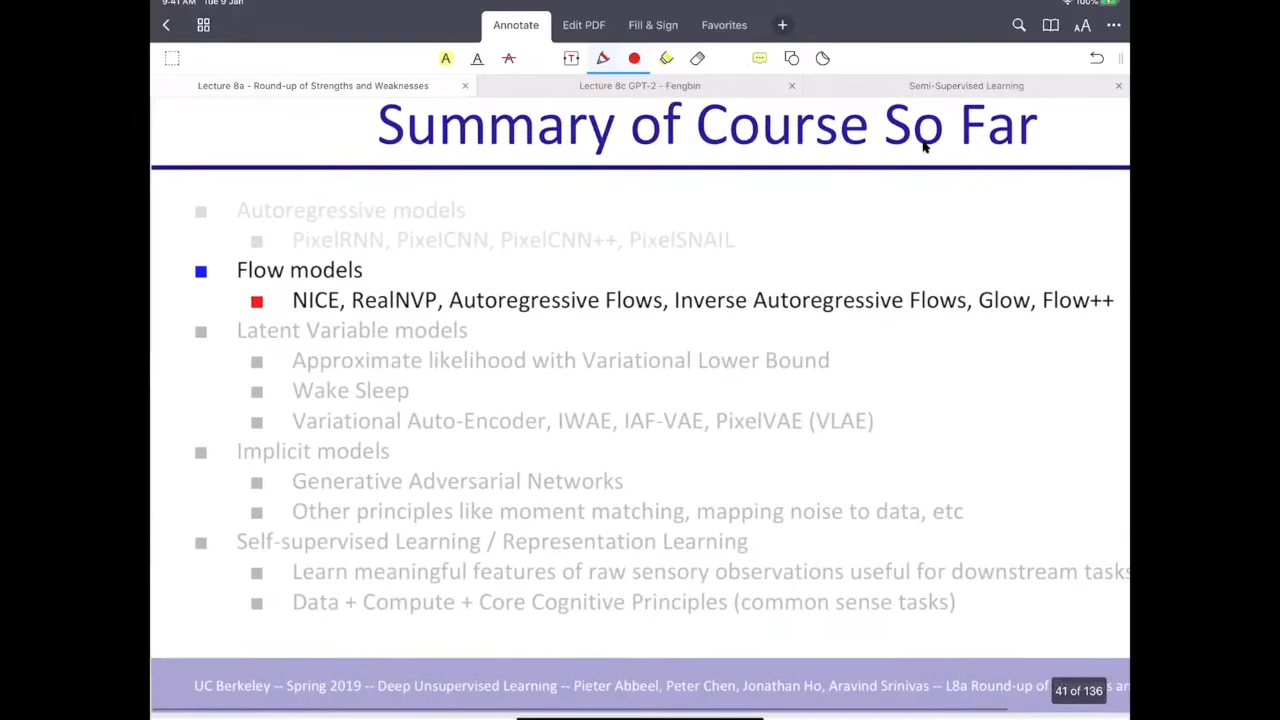 9:41 AM Tue 9 Jan
100%
Annotate
Edit PDF
Fill & Sign
Favorites
Lecture 8a - Round-up of Strengths and Weaknesses
Lecture 8c GPT-2 - Fengbin
Semi-Supervised Learning
Summary of Course So Far
Autoregressive models
PixelRNN, PixelCNN, PixelCNN++, PixelSNAIL
Flow models
NICE, RealNVP, Autoregressive Flows, Inverse Autoregressive Flows, Glow, Flow++
Latent Variable models
Approximate likelihood with Variational Lower Bound
Wake Sleep
Variational Auto-Encoder, IWAE, IAF-VAE, PixelVAE (VLAE)
Implicit models
Generative Adversarial Networks
Other principles like moment matching, mapping noise to data, etc
Self-supervised Learning / Representation Learning
Learn meaningful features of raw sensory observations useful for downstream tasks
Data + Compute + Core Cognitive Principles (common sense tasks)
UC Berkeley -- Spring 2019 -- Deep Unsupervised Learning -- Pieter Abbeel, Peter Chen, Jonathan Ho, Aravind Srinivas -- L8a Round-up of
41 of 136